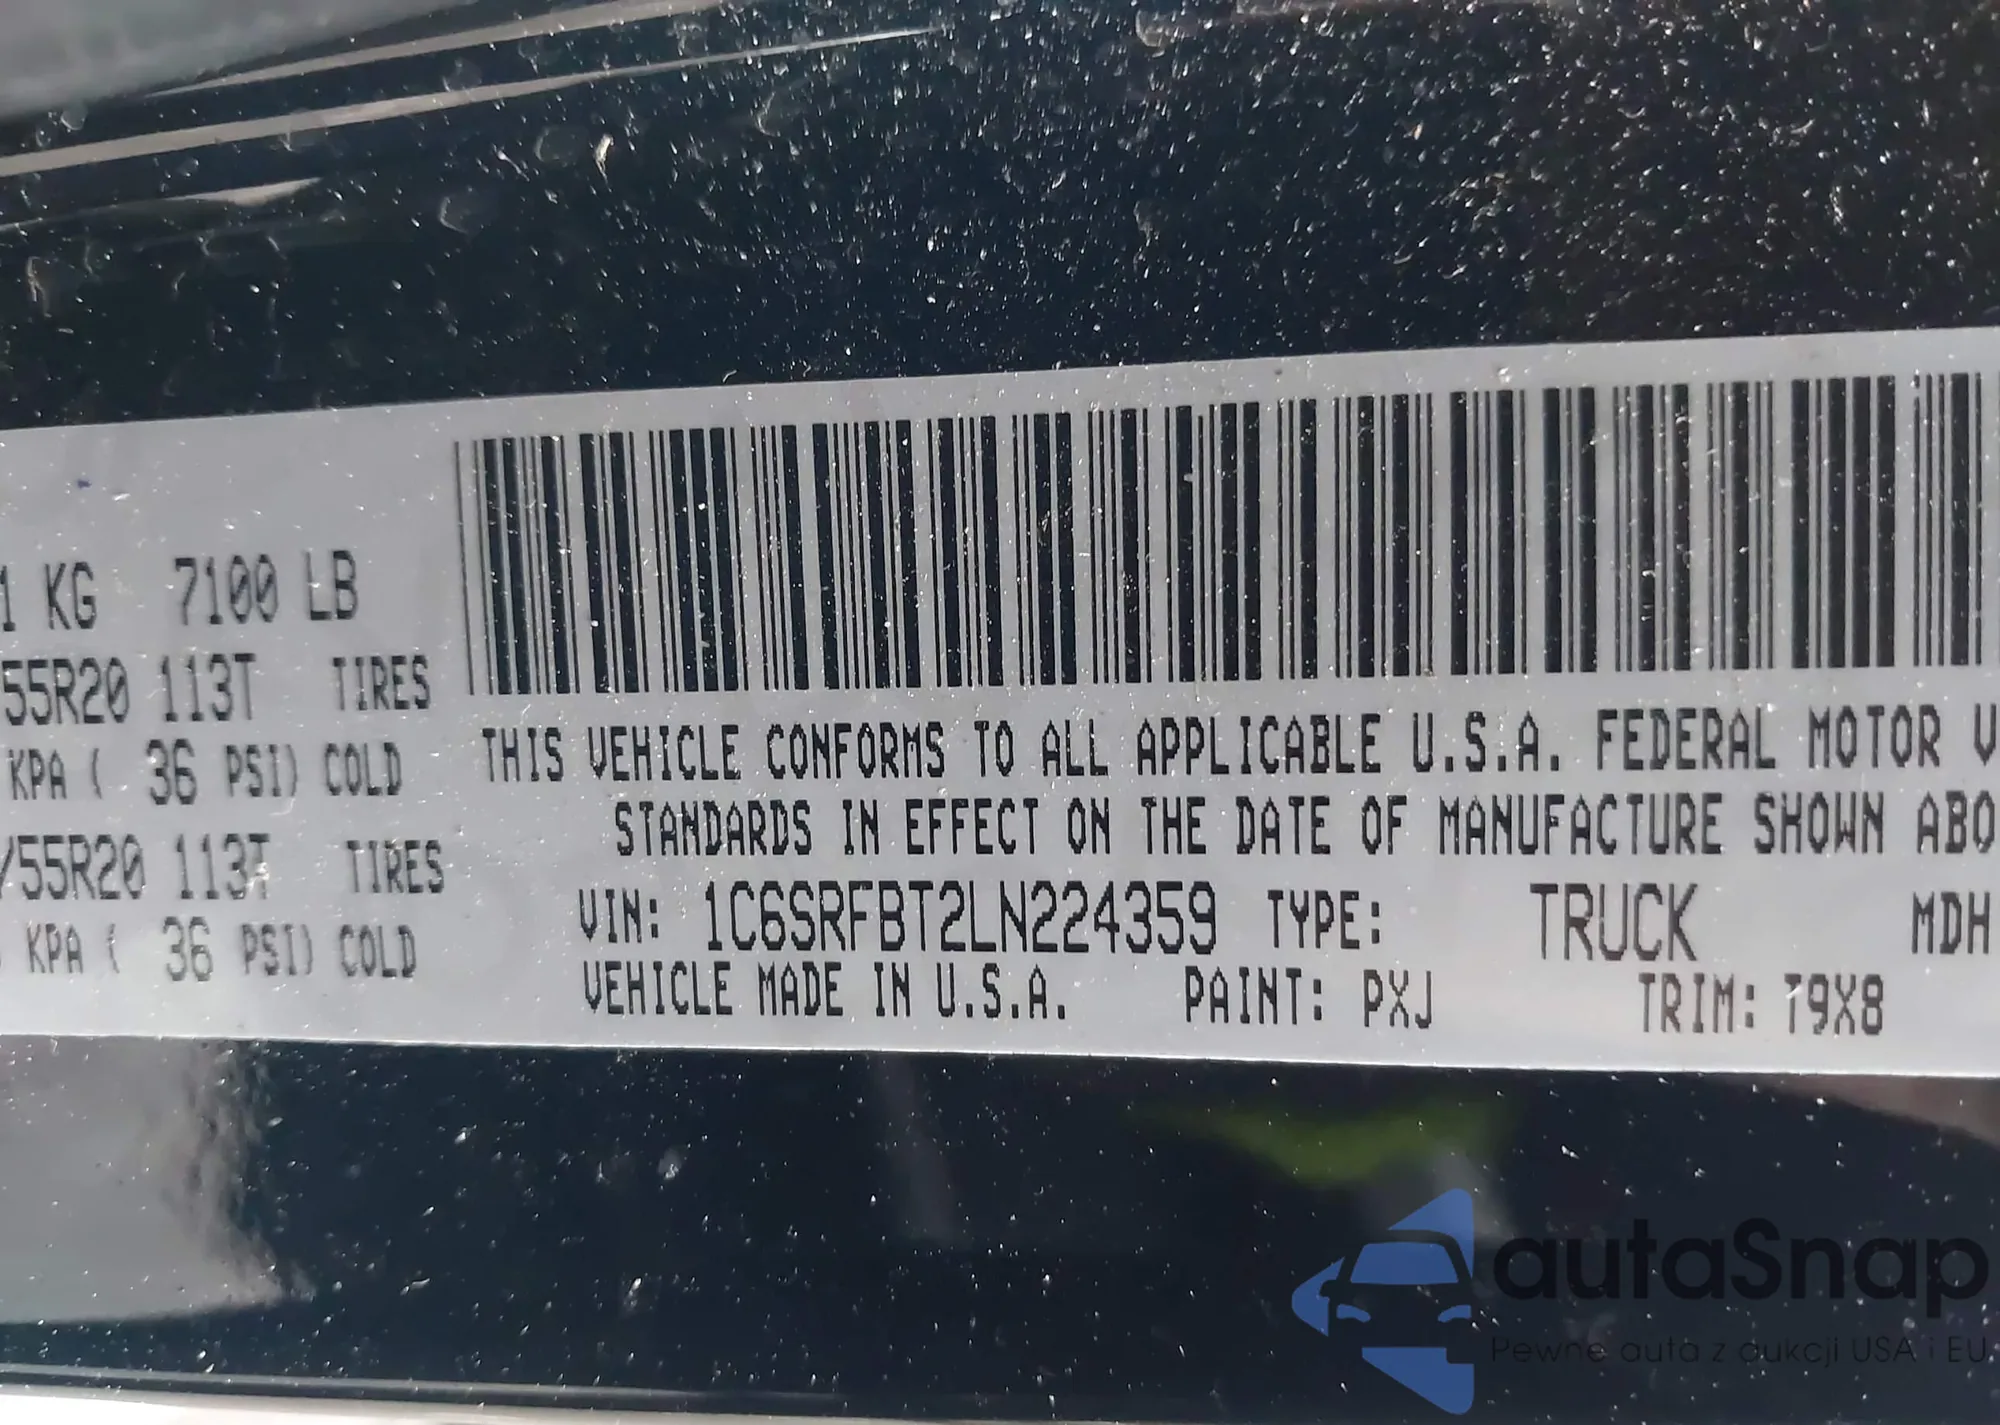 1 KG 7100 LB
55R20 113T TIRES
KPA ( 36 PSI) COLD
/55R20 113T TIRES
KPA ( 36 PSI) COLD
THIS VEHICLE CONFORMS TO ALL APPLICABLE U.S.A. FEDERAL MOTOR V
STANDARDS IN EFFECT ON THE DATE OF MANUFACTURE SHOWN ABO
VIN: 1C6SRFBT2LN224359 TYPE: TRUCK MDH
VEHICLE MADE IN U.S.A. PAINT: PXJ TRIM: T9X8
autaSnap
Pewne auta z aukcji USA i EU